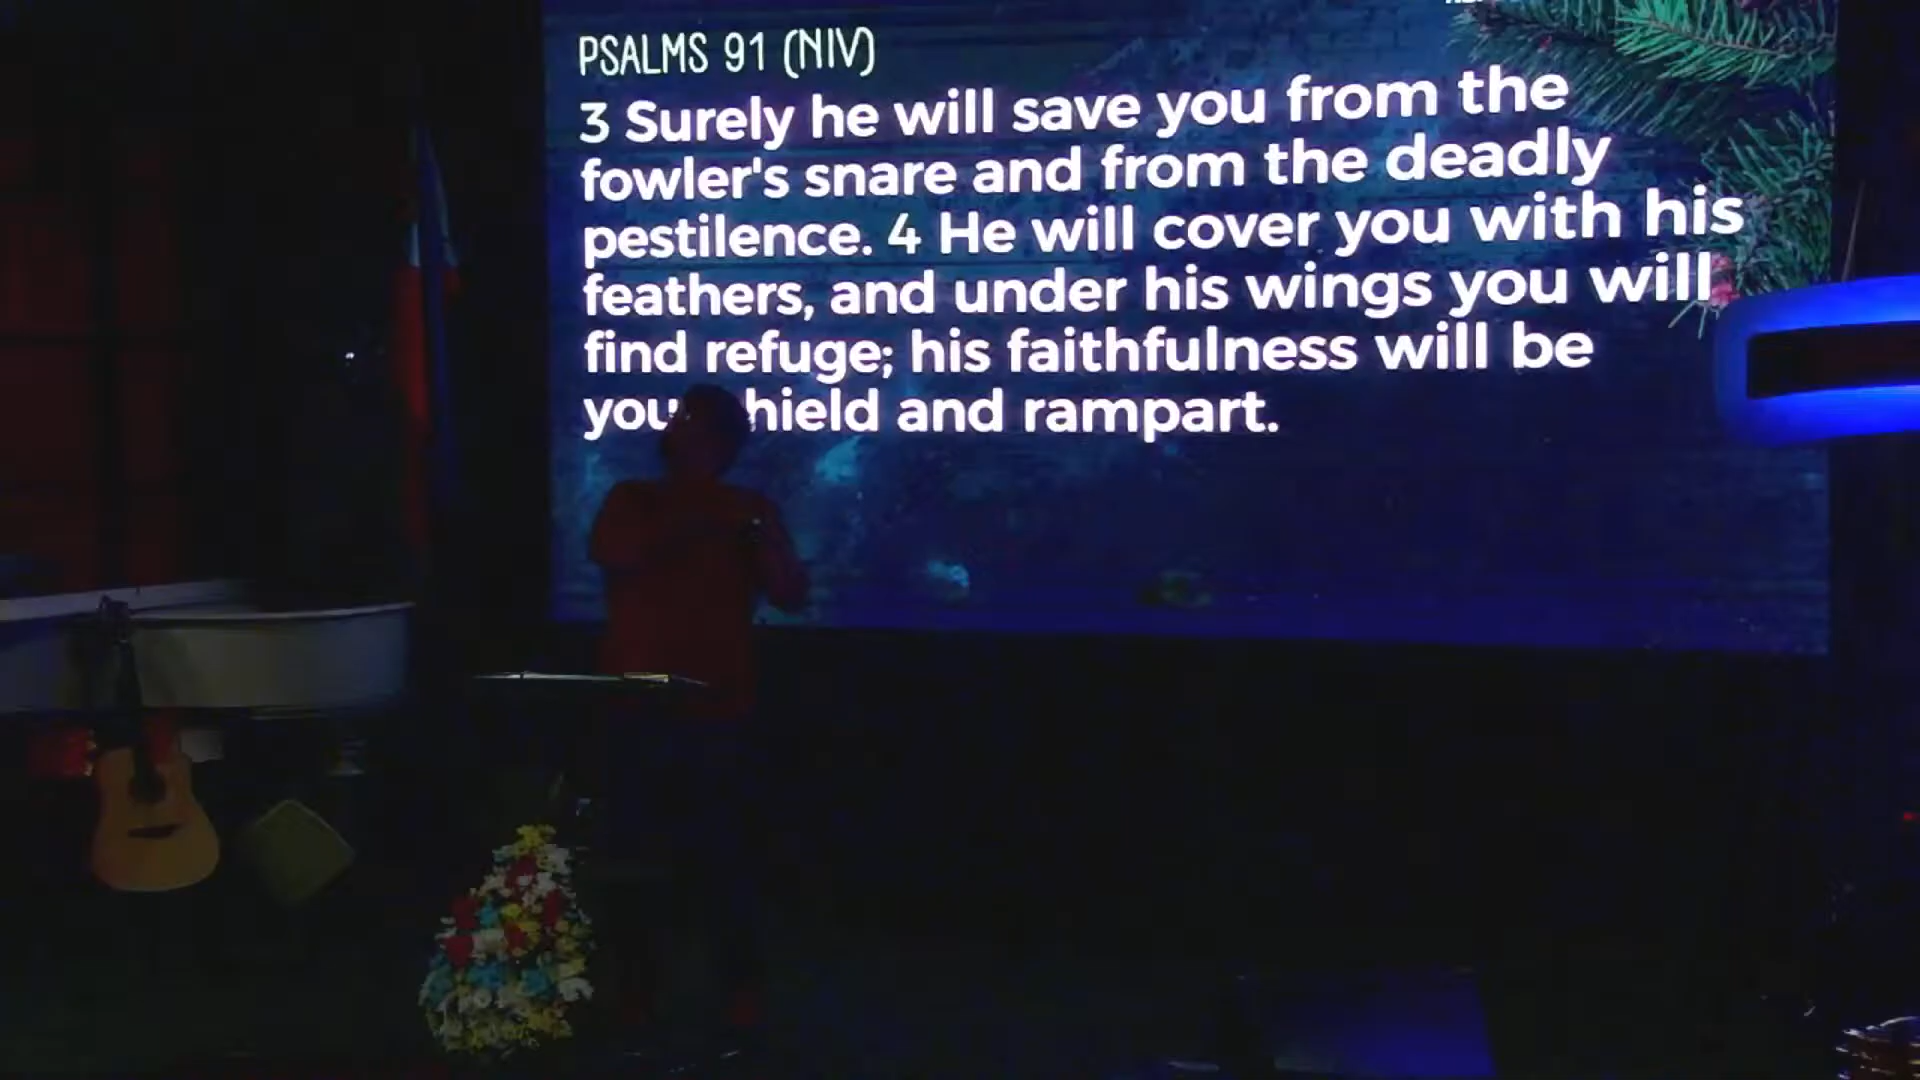 PSALMS 91 (NIV)
3 Surely he will save you from the
fowler's snare and from the deadly
pestilence. 4 He will cover you with his
feathers, and under his wings you will
find refuge; his faithfulness will be
you hield and rampart.